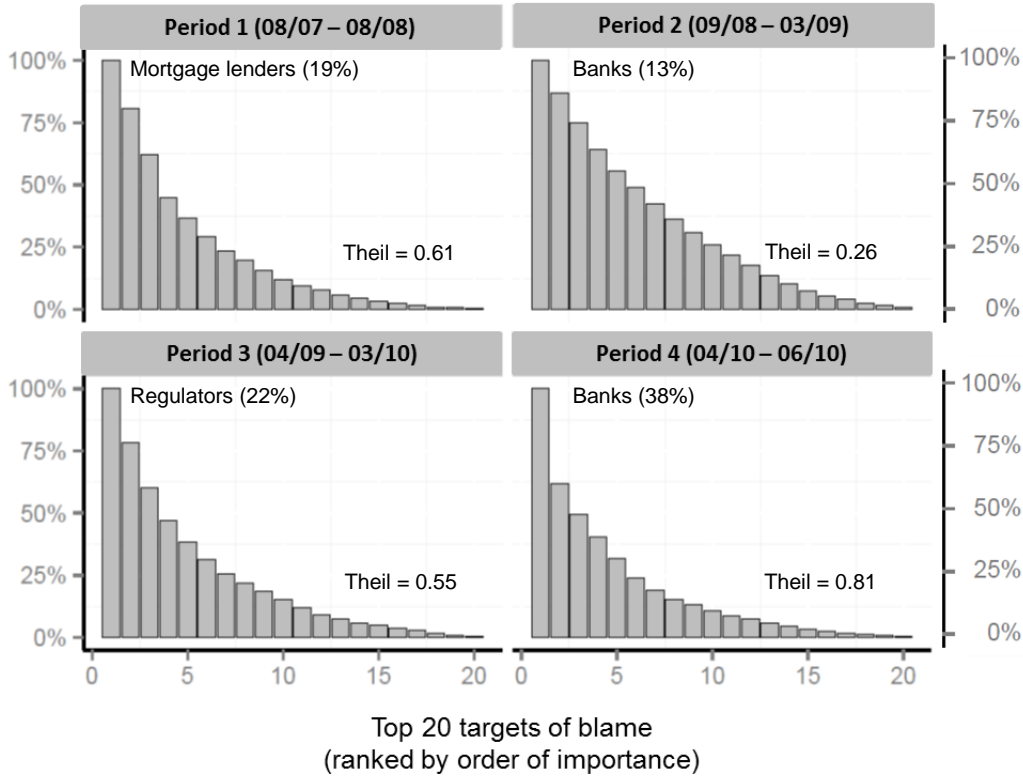 Period 1 (08/07 – 08/08)
Period 2 (09/08 – 03/09)
100%
Mortgage lenders (19%)
Banks (13%)
100%
75%
75%
50%
50%
25%
Theil = 0.61
Theil = 0.26
25%
0%
0%
Period 3 (04/09 – 03/10)
Period 4 (04/10 – 06/10)
100%
Regulators (22%)
Banks (38%)
100%
75%
75%
50%
50%
25%
Theil = 0.55
Theil = 0.81
25%
0%
0%
0 5 10 15 20
0 5 10 15 20
Top 20 targets of blame
(ranked by order of importance)